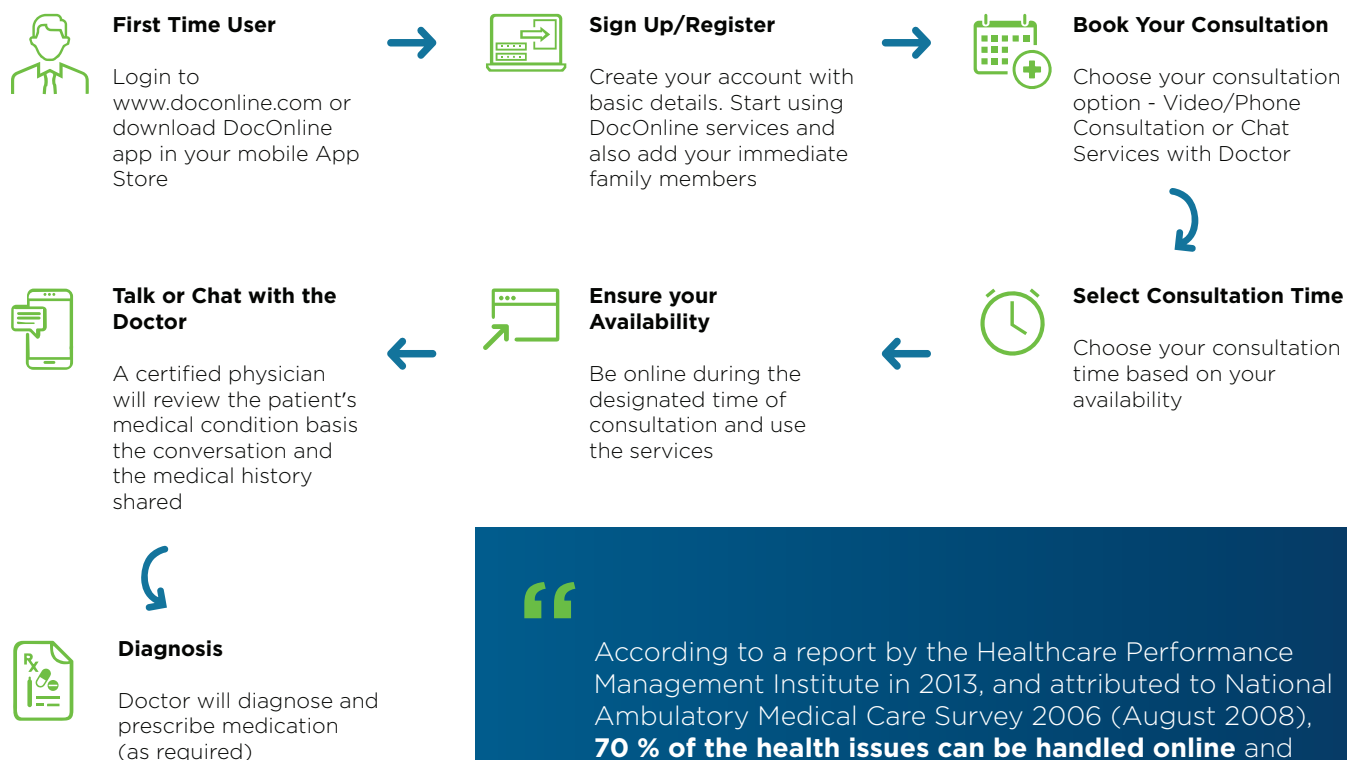 First Time User
Login to
www.doconline.com or
download DocOnline
app in your mobile App
Store
Sign Up/Register
Create your account with
basic details. Start using
DocOnline services and
also add your immediate
family members
Book Your Consultation
Choose your consultation
option - Video/Phone
Consultation or Chat
Services with Doctor
Select Consultation Time
Choose your consultation
time based on your
availability
Ensure your
Availability
Be online during the
designated time of
consultation and use
the services
Talk or Chat with the
Doctor
A certified physician
will review the patient's
medical condition basis
the conversation and
the medical history
shared
Diagnosis
Doctor will diagnose and
prescribe medication
(as required)
Rx
“
According to a report by the Healthcare Performance
Management Institute in 2013, and attributed to National
Ambulatory Medical Care Survey 2006 (August 2008),
70 % of the health issues can be handled online and